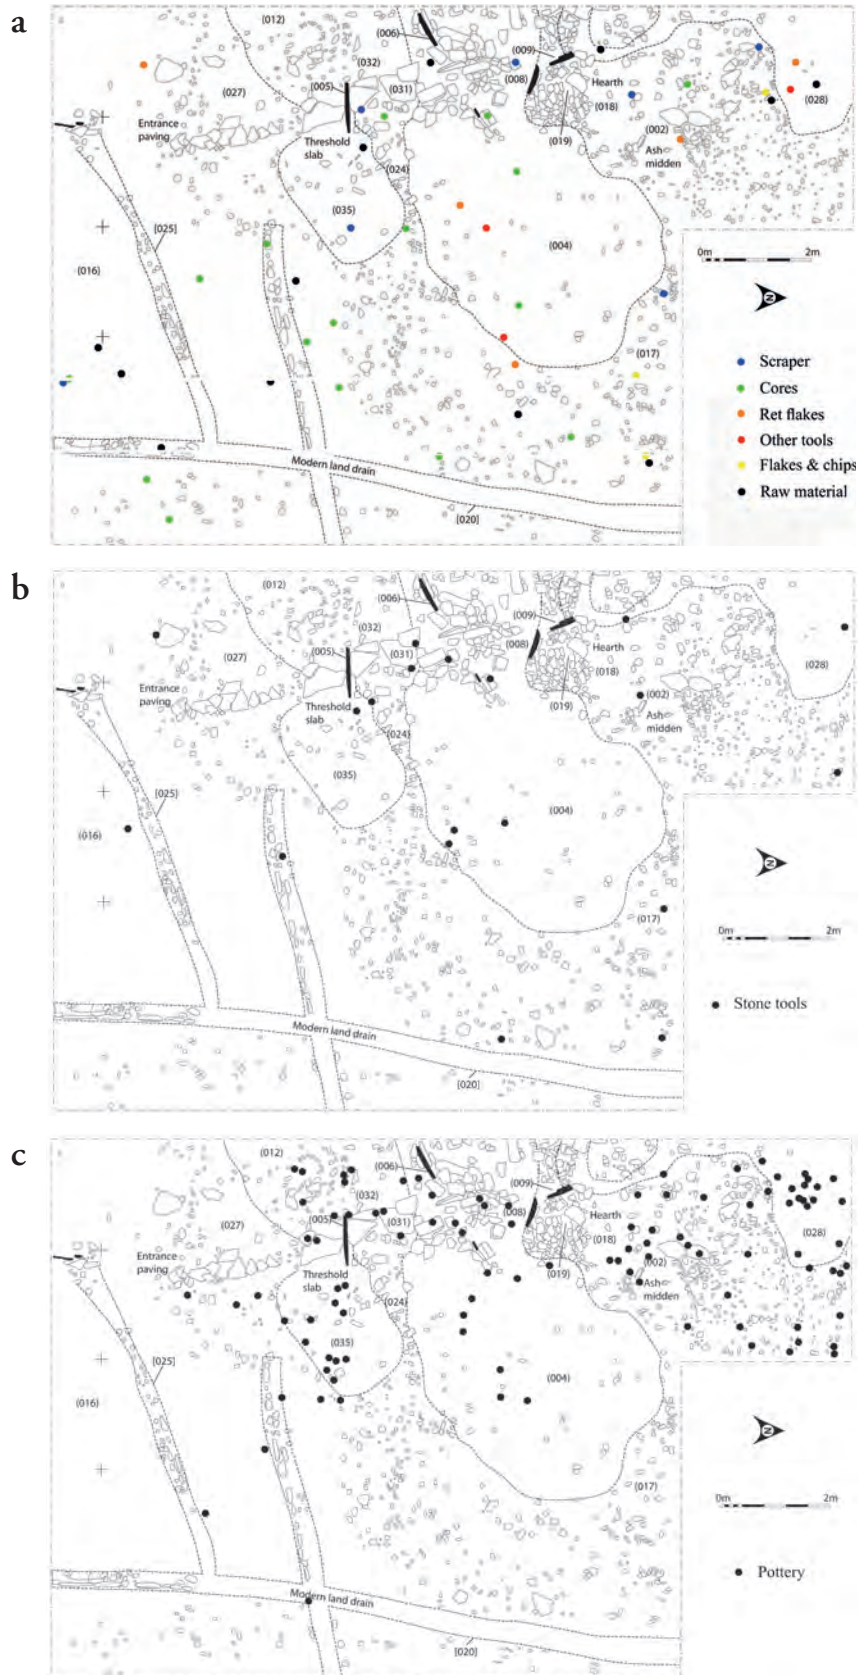 a
(012)
(006)
(032)
(009)
(005)
(031)
(008)
Hearth
(018)
(028)
(027)
Entrance
paving
Threshold
slab
(019)
(002)
Ash-
midden
(024)
(035)
[025]
(004)
(016)
0m 2m
N
(017)
Scraper
Cores
Ret flakes
Other tools
Flakes & chips
Raw material
Modern land drain
[020]
b
(012)
(006)
(032)
(009)
(005)
(031)
(008)
Hearth
(018)
(028)
(027)
Entrance
paving
Threshold
slab
(019)
(002)
Ash-
midden
(024)
(035)
[025]
(004)
(016)
N
(017)
0m 2m
Stone tools
Modern land drain
[020]
c
(012)
(006)
(032)
(009)
(005)
(031)
(008)
Hearth
(018)
(028)
(027)
Entrance
paving
Threshold
slab
(019)
(002)
Ash-
midden
(024)
(035)
[025]
(004)
(016)
N
(017)
0m 2m
Pottery
Modern land drain
[020]